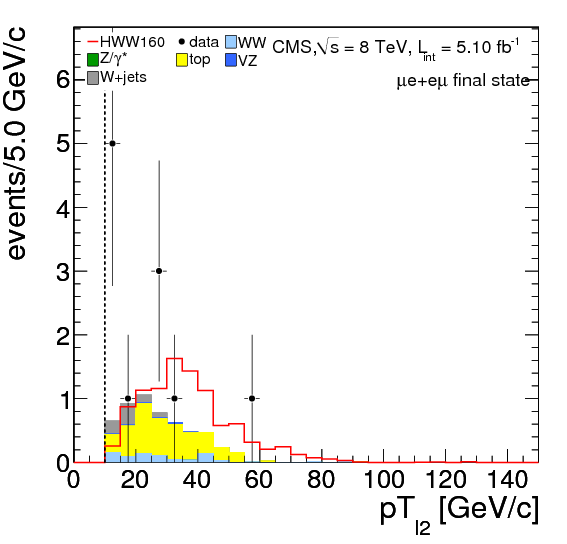 HWW160 data WW CMS,√s = 8 TeV, L_int = 5.10 fb⁻¹
Z/γ* top VZ
W+jets μe+eμ final state
events/5.0 GeV/c
6
5
4
3
2
1
0
0 20 40 60 80 100 120 140
pT_l2 [GeV/c]